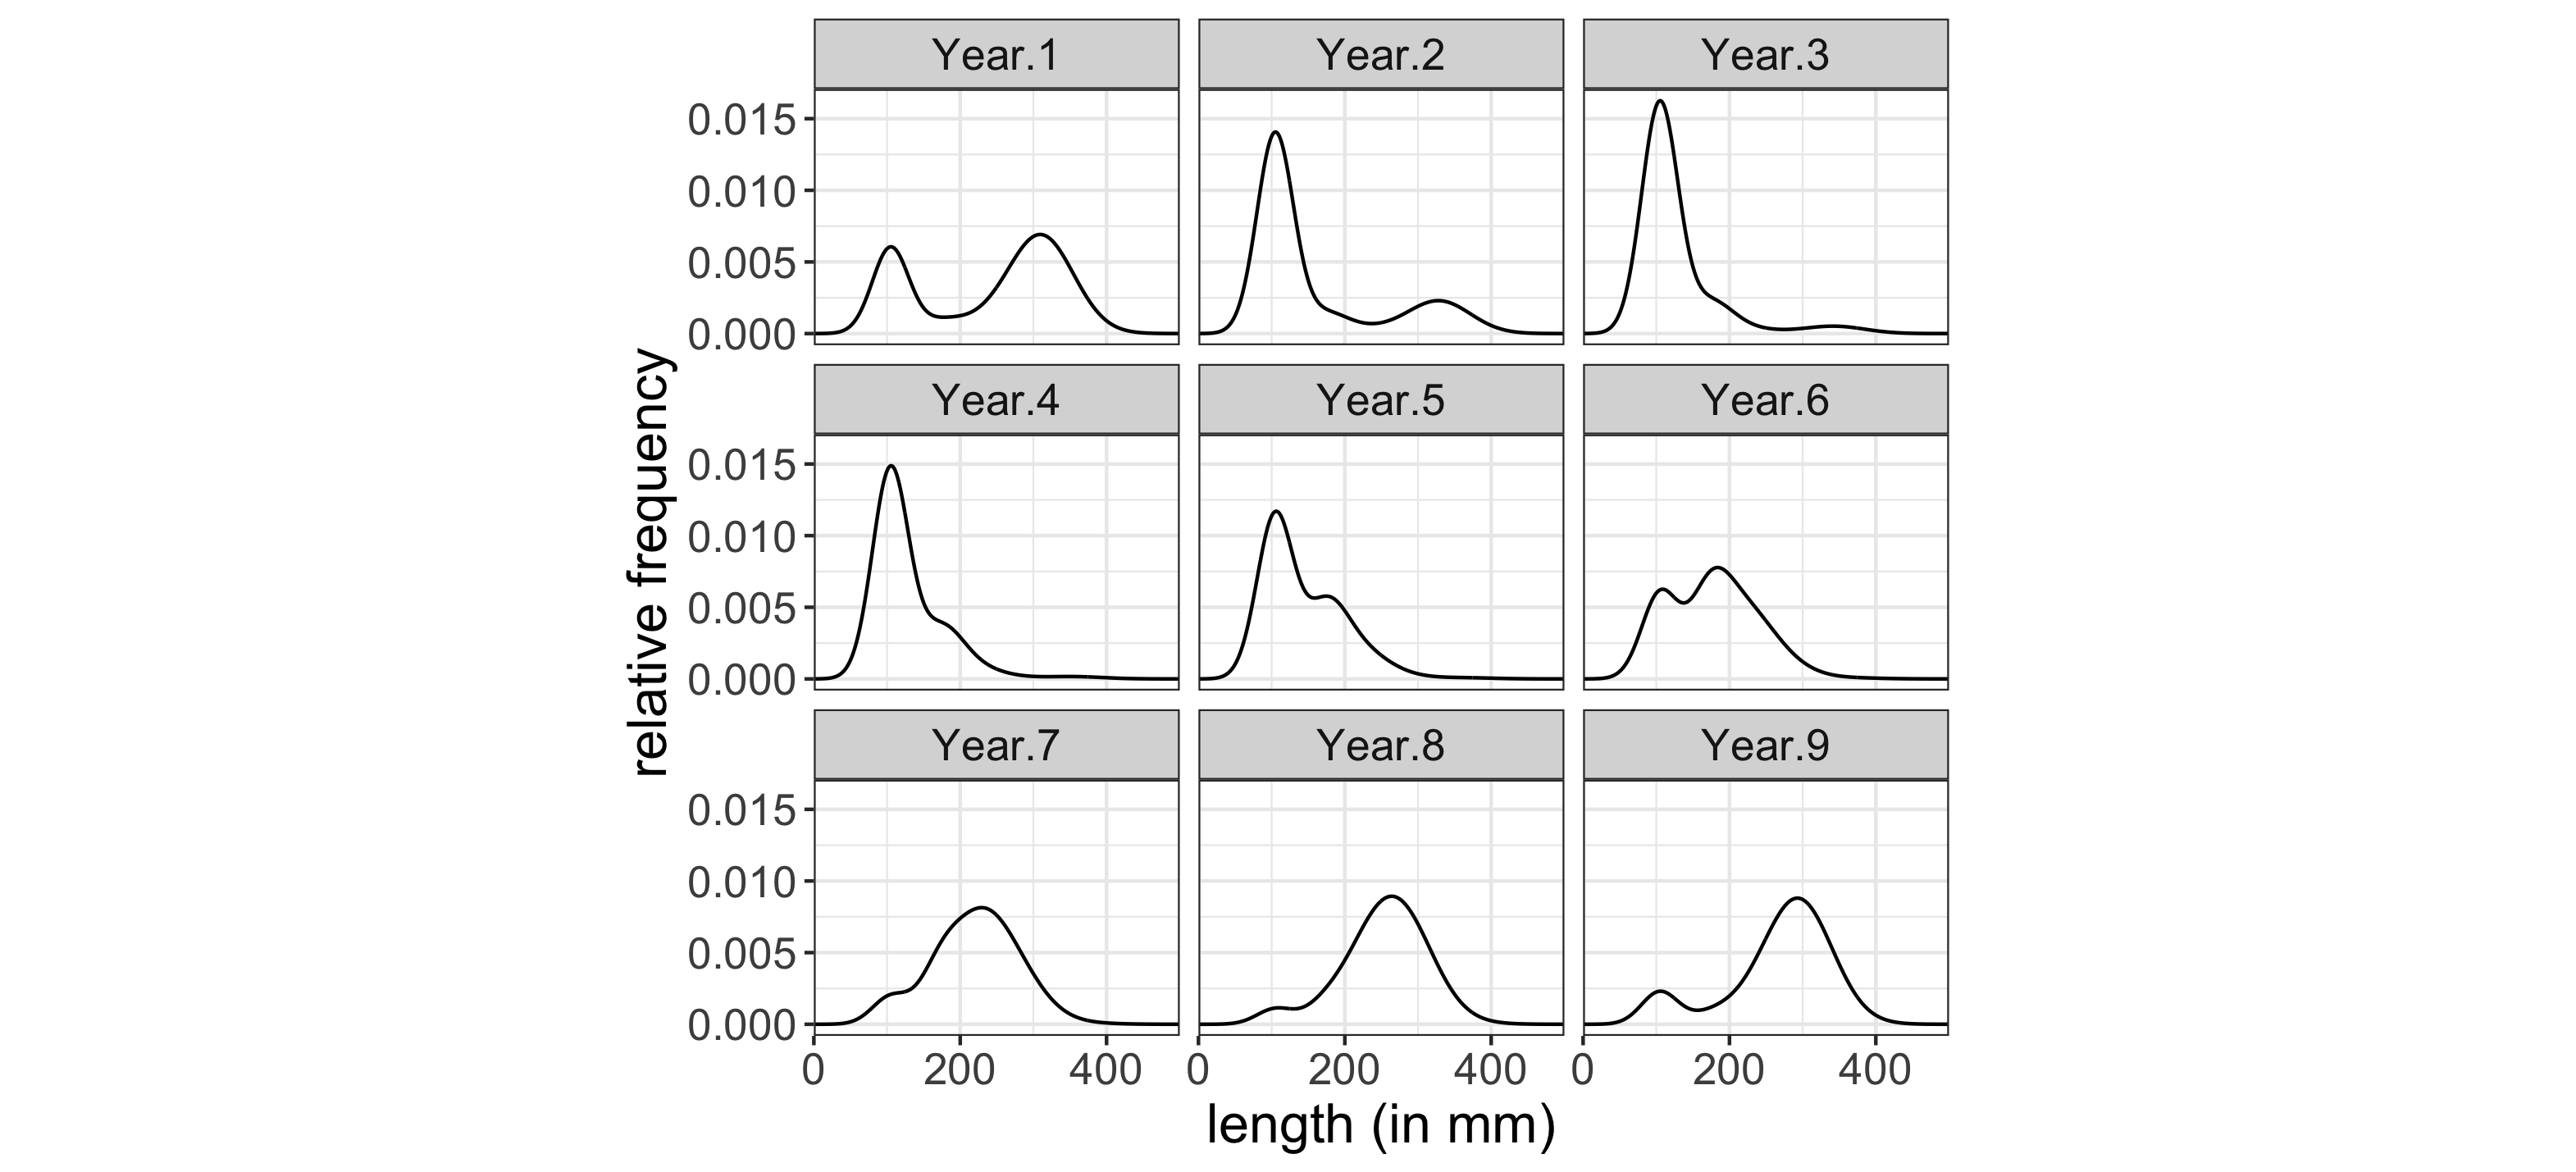 Year.1 Year.2 Year.3
0.015
0.010
0.005
0.000
Year.4 Year.5 Year.6
0.015
0.010
0.005
0.000
Year.7 Year.8 Year.9
0.015
0.010
0.005
0.000
0 200 400 0 200 400 0 200 400
length (in mm)
relative frequency